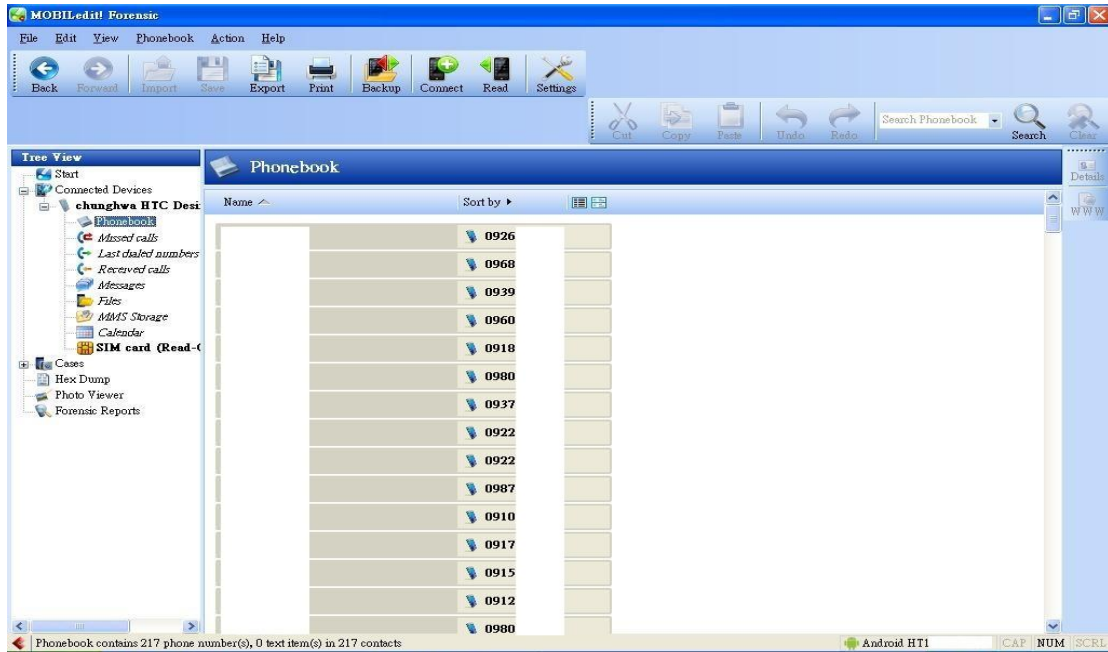 MOBILedit! Forensic
File Edit View Phonebook Action Help
Back Forward Import Save Export Print Backup Connect Read Settings
Cut Copy Paste Undo Redo Search Phonebook Search Clear
Tree View
Start
Connected Devices
chunghwa HTC Desi
Phonebook
Missed calls
Last dialed numbers
Received calls
Messages
Files
MMS Storage
Calendar
SIM card (Read-
Cases
Hex Dump
Photo Viewer
Forensic Reports
Phonebook
Name Sort by
0926
0968
0939
0960
0918
0980
0937
0922
0922
0987
0910
0917
0915
0912
0980
Details
WWW
Phonebook contains 217 phone number(s), 0 text item(s) in 217 contacts
Android HT1 CAP NUM SCRL